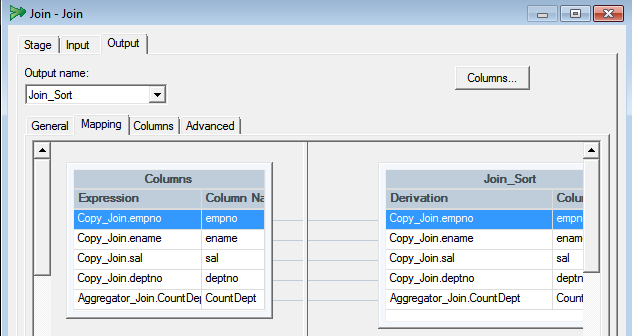 Join - Join
Stage Input Output
Output name:
Columns...
Join_Sort
General Mapping Columns Advanced
Columns
Expression Column Na
Copy_Join.empno empno
Copy_Join.ename ename
Copy_Join.sal sal
Copy_Join.deptno deptno
Aggregator_Join.CountDep CountDept
Join_Sort
Derivation Colu
Copy_Join.empno empn
Copy_Join.ename enam
Copy_Join.sal sal
Copy_Join.deptno deptn
Aggregator_Join.CountDept Count